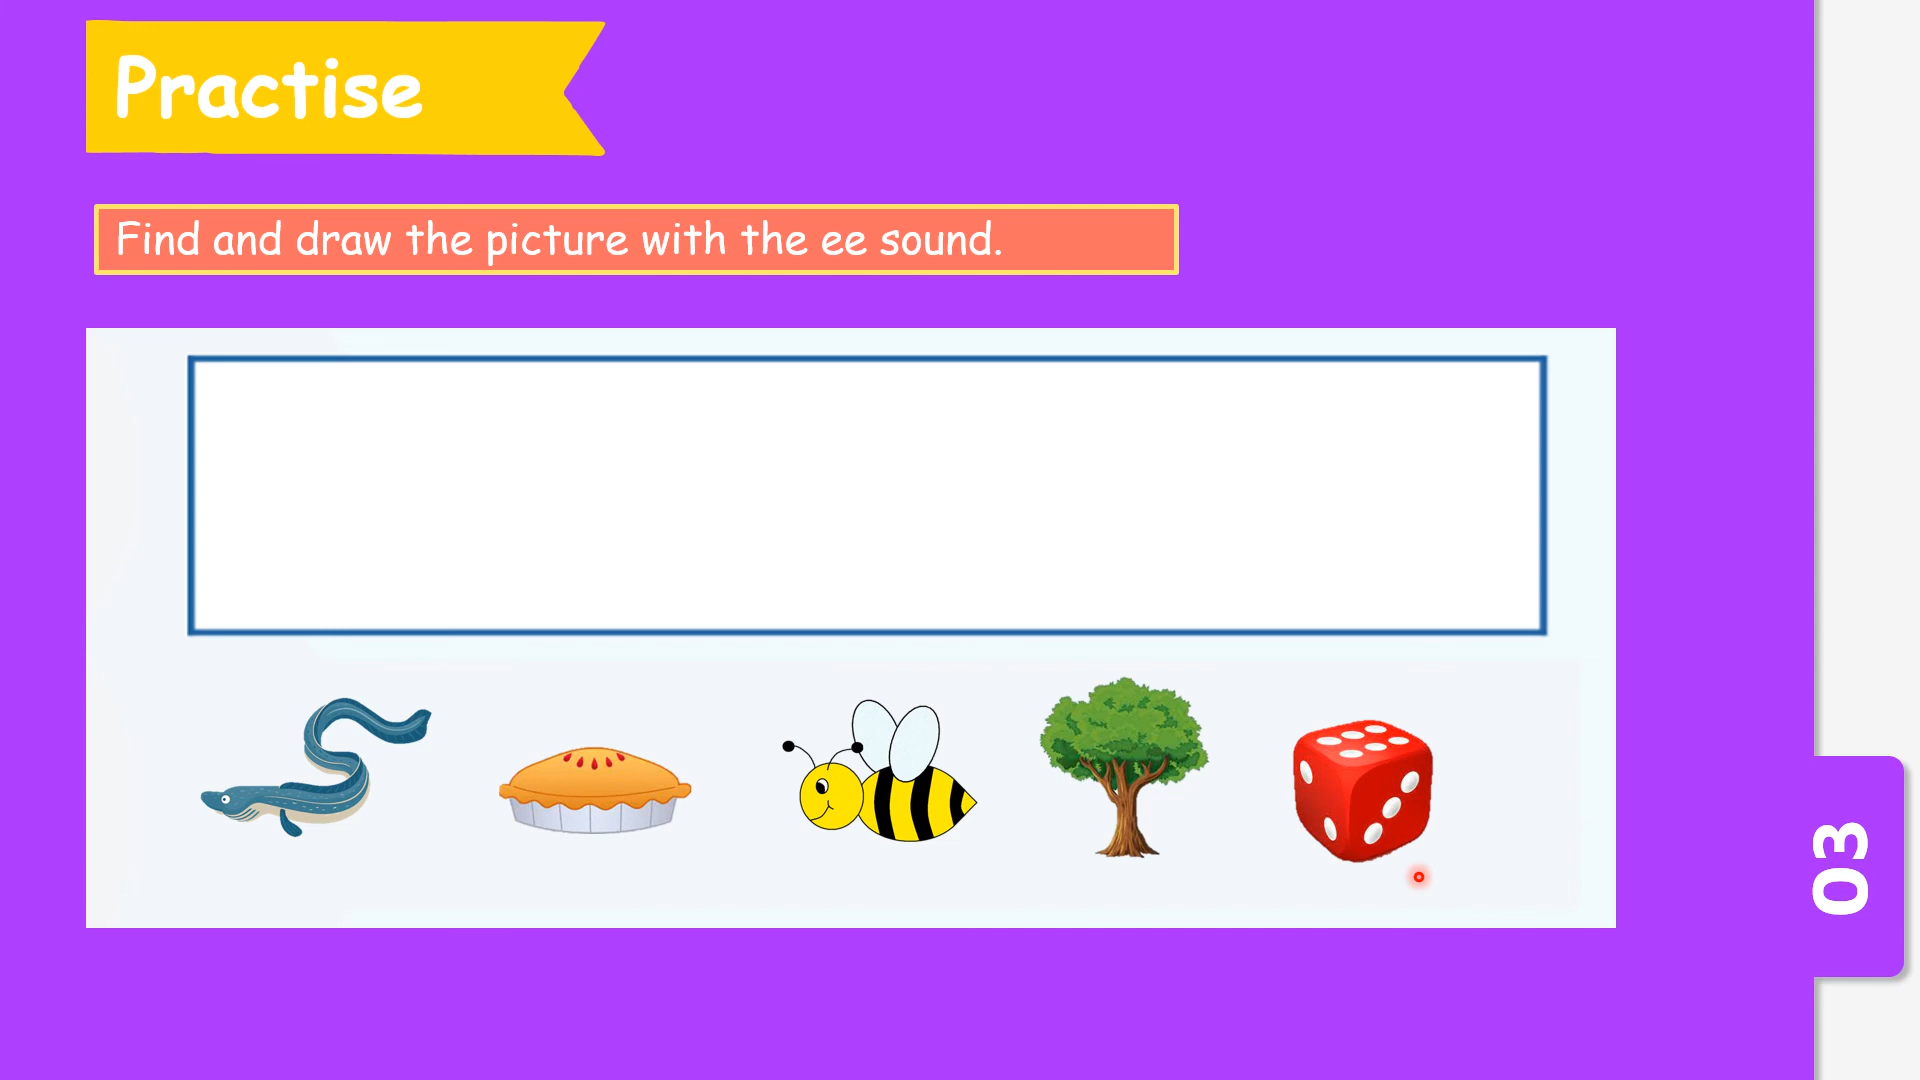 Practise
Find and draw the picture with the ee sound.
03